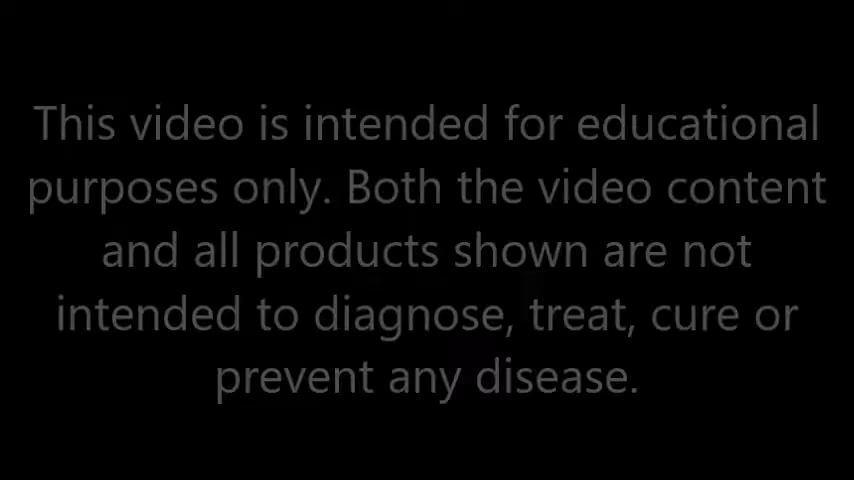 This video is intended for educational
purposes only. Both the video content
and all products shown are not
intended to diagnose, treat, cure or
prevent any disease.